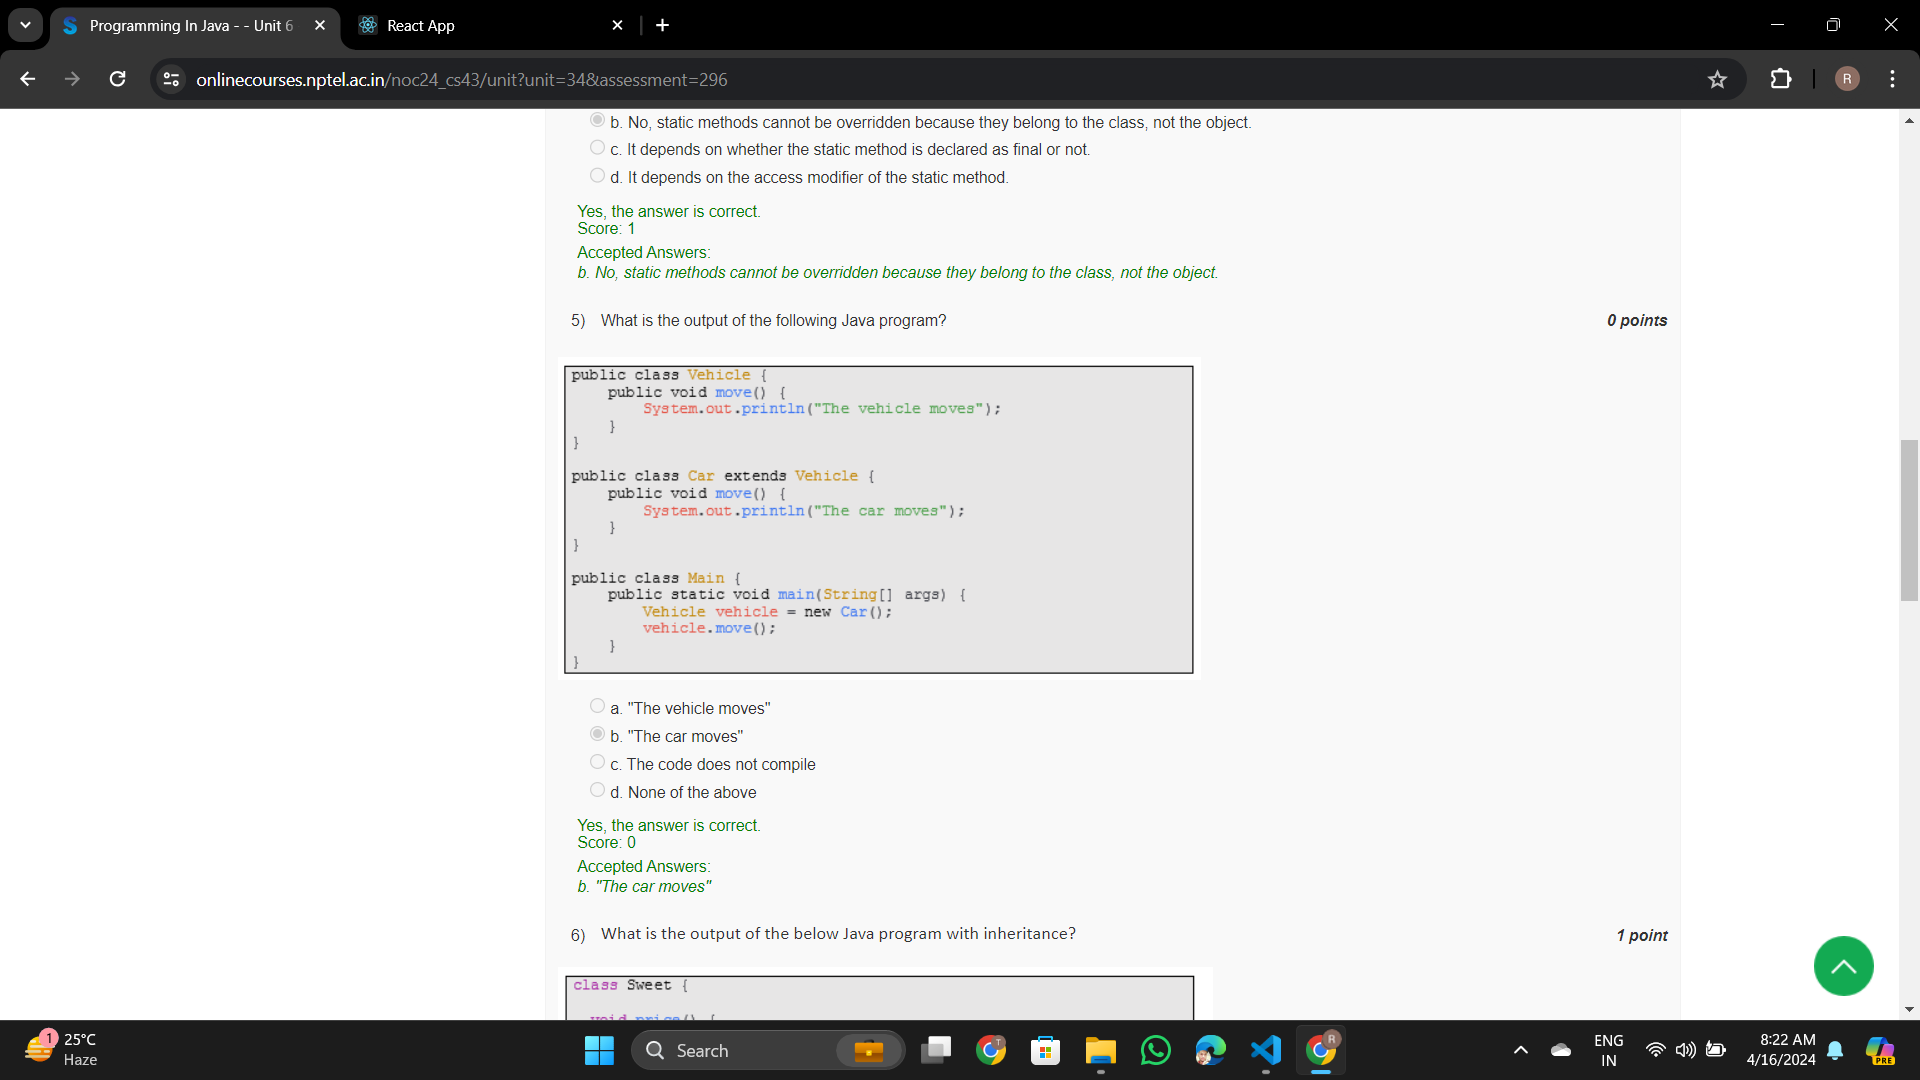 Programming In Java - - Unit 6
React App
onlinecourses.nptel.ac.in/noc24_cs43/unit?unit=34&assessment=296
R
b. No, static methods cannot be overridden because they belong to the class, not the object.
c. It depends on whether the static method is declared as final or not.
d. It depends on the access modifier of the static method.
Yes, the answer is correct.
Score: 1
Accepted Answers:
b. No, static methods cannot be overridden because they belong to the class, not the object.
5) What is the output of the following Java program?
0 points
public class Vehicle {
public void move() {
System.out.println("The vehicle moves");
}
}
public class Car extends Vehicle {
public void move() {
System.out.println("The car moves");
}
}
public class Main {
public static void main(String[] args) {
Vehicle vehicle = new Car();
vehicle.move();
}
}
a. "The vehicle moves"
b. "The car moves"
c. The code does not compile
d. None of the above
Yes, the answer is correct.
Score: 0
Accepted Answers:
b. "The car moves"
6) What is the output of the below Java program with inheritance?
1 point
class Sweet {
void price() {
1
25°C
Haze
Search
T
R
ENG
IN
8:22 AM
4/16/2024
PRE